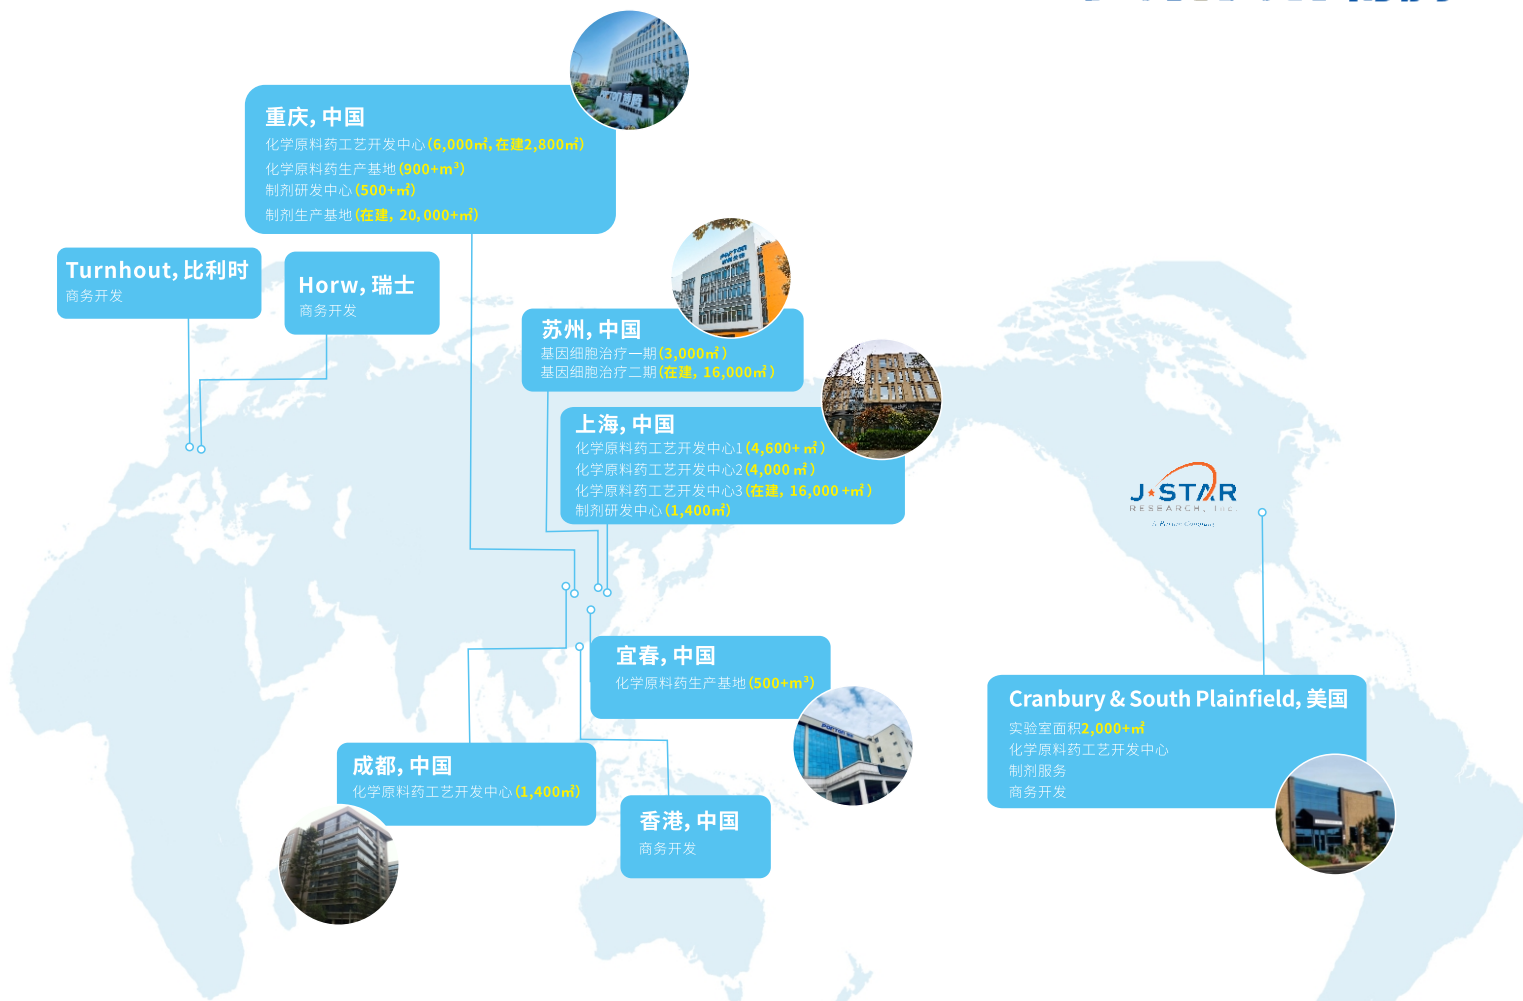 重庆, 中国
化学原料药工艺开发中心(6,000㎡, 在建2,800㎡)
化学原料药生产基地(900+m³)
制剂研发中心(500+㎡)
制剂生产基地(在建, 20,000+㎡)
Turnhout, 比利时
商务开发
Horw, 瑞士
商务开发
苏州, 中国
基因细胞治疗一期(3,000㎡)
基因细胞治疗二期(在建, 16,000㎡)
上海, 中国
化学原料药工艺开发中心1(4,600+㎡)
化学原料药工艺开发中心2(4,000㎡)
化学原料药工艺开发中心3(在建, 16,000+㎡)
制剂研发中心(1,400㎡)
J★STAR
RESEARCH, Inc.
A Porton Company
宜春, 中国
化学原料药生产基地(500+m³)
成都, 中国
化学原料药工艺开发中心(1,400㎡)
香港, 中国
商务开发
Cranbury & South Plainfield, 美国
实验室面积2,000+㎡
化学原料药工艺开发中心
制剂服务
商务开发